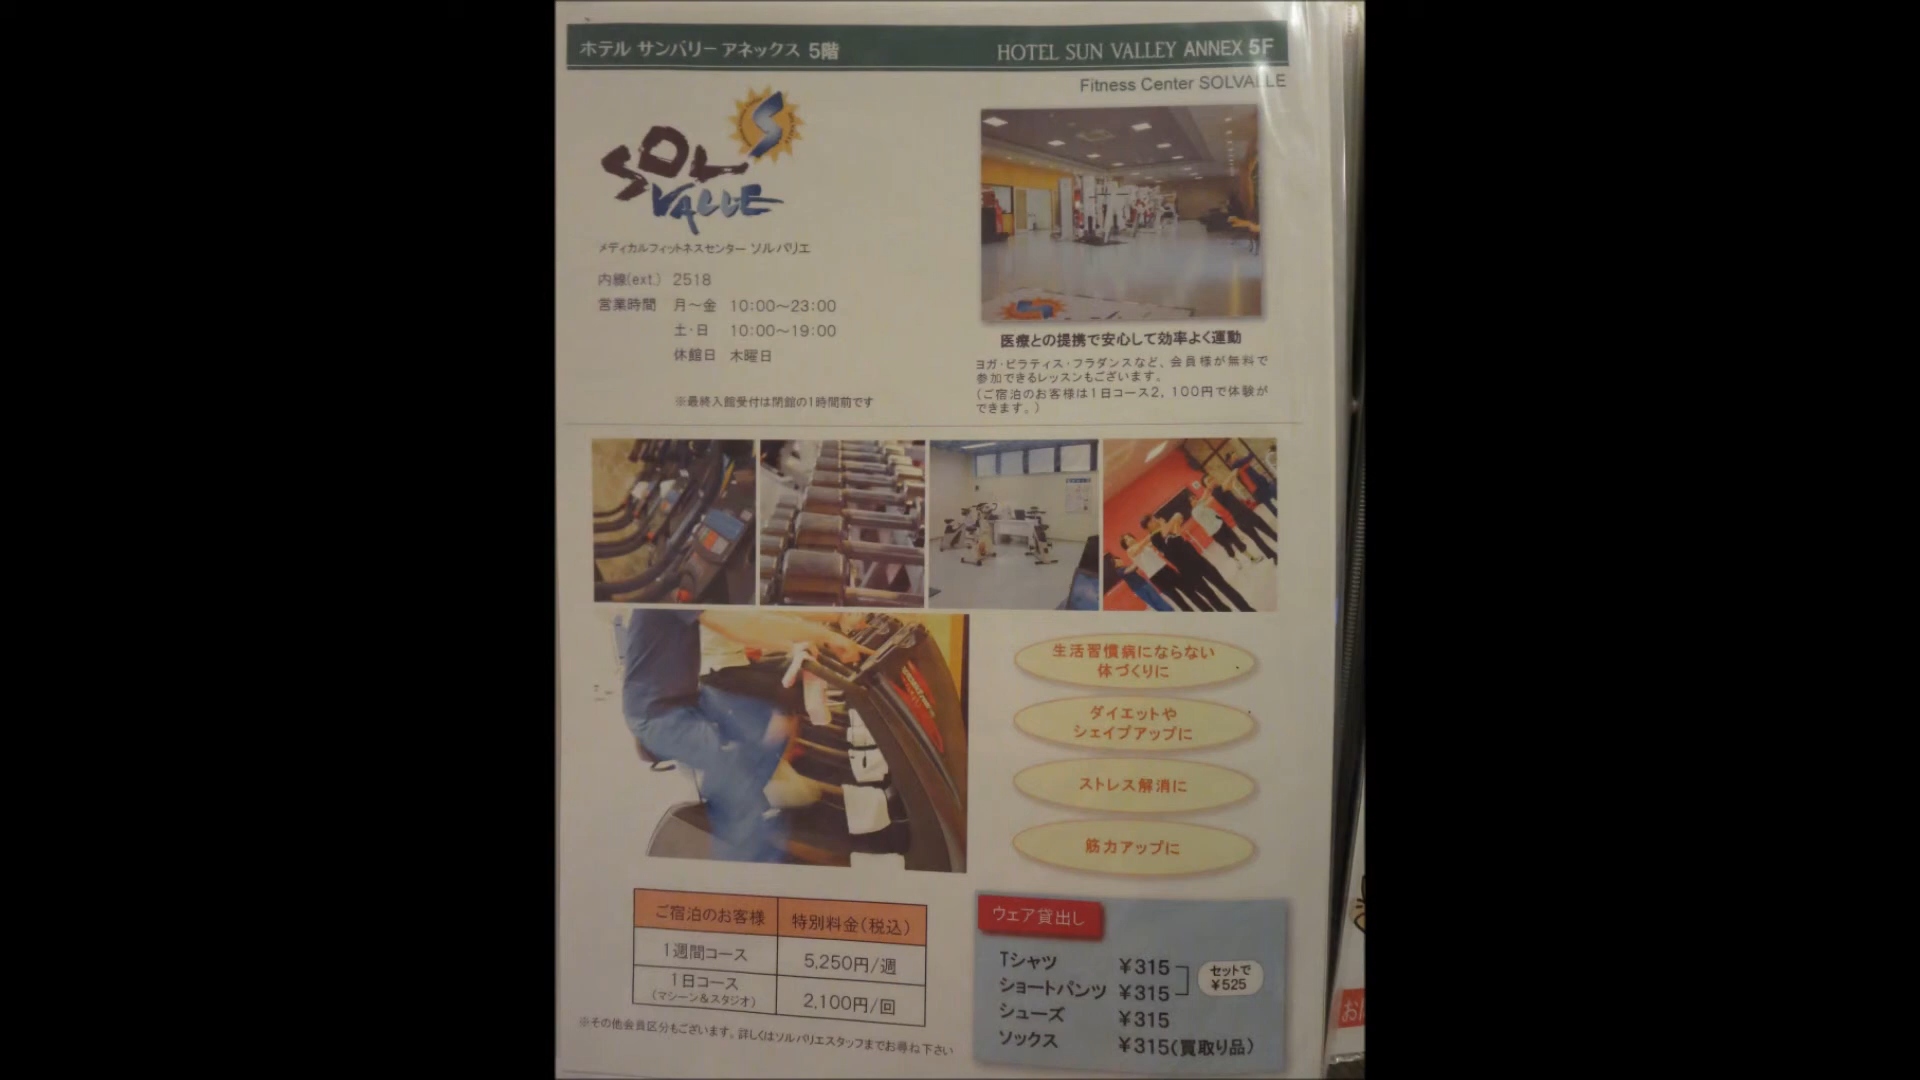 ホテル サンバリー アネックス 5階
HOTEL SUN VALLEY ANNEX 5F
Fitness Center SOLVALLE
SOL
VALLE
メディカルフィットネスセンター ソルバリエ
内線(ext.) 2518
営業時間 月～金 10:00～23:00
土・日 10:00～19:00
休館日 木曜日
※最終入館受付は閉館の1時間前です
医療との提携で安心して効率よく運動
ヨガ・ピラティス・フラダンスなど、会員様が無料で
参加できるレッスンもございます。
(ご宿泊のお客様は1日コース2，100円で体験が
できます。)
生活習慣病にならない
体づくりに
ダイエットや
シェイプアップに
ストレス解消に
筋力アップに
ご宿泊のお客様 特別料金(税込)
1週間コース 5,250円/週
1日コース
(マシーン&スタジオ) 2,100円/回
※その他会員区分もございます。詳しくはソルバリエスタッフまでお尋ね下さい
ウェア貸出し
Tシャツ ￥315
ショートパンツ ￥315
セットで
￥525
シューズ ￥315
ソックス ￥315(買取り品)